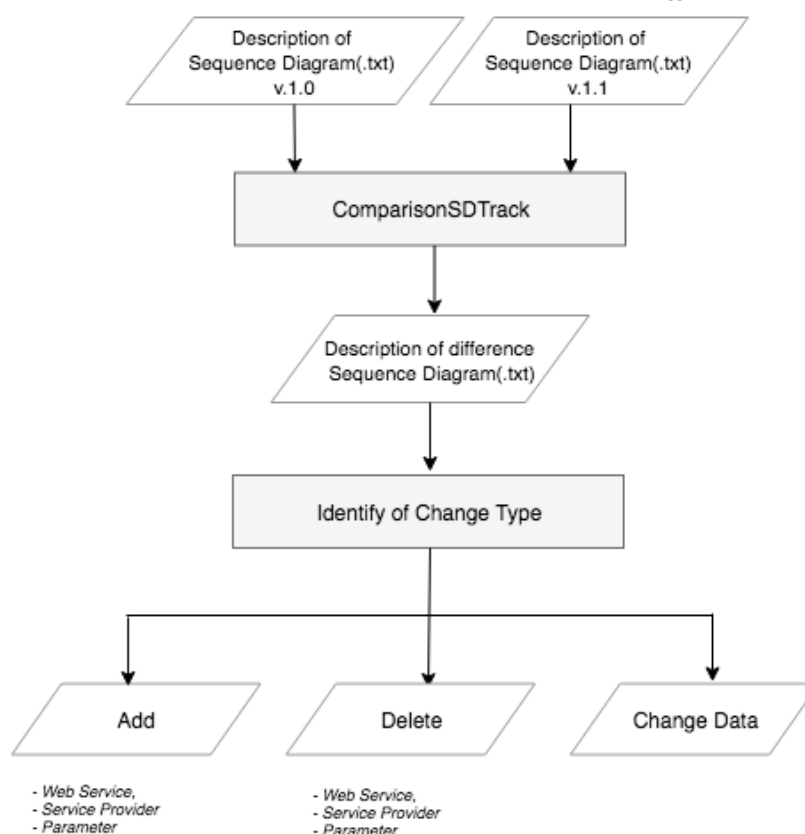 Description of
Sequence Diagram(.txt)
v.1.0
Description of
Sequence Diagram(.txt)
v.1.1
ComparisonSDTrack
Description of difference
Sequence Diagram(.txt)
Identify of Change Type
Add
Delete
Change Data
- Web Service,
- Service Provider
- Parameter
- Web Service,
- Service Provider
- Parameter